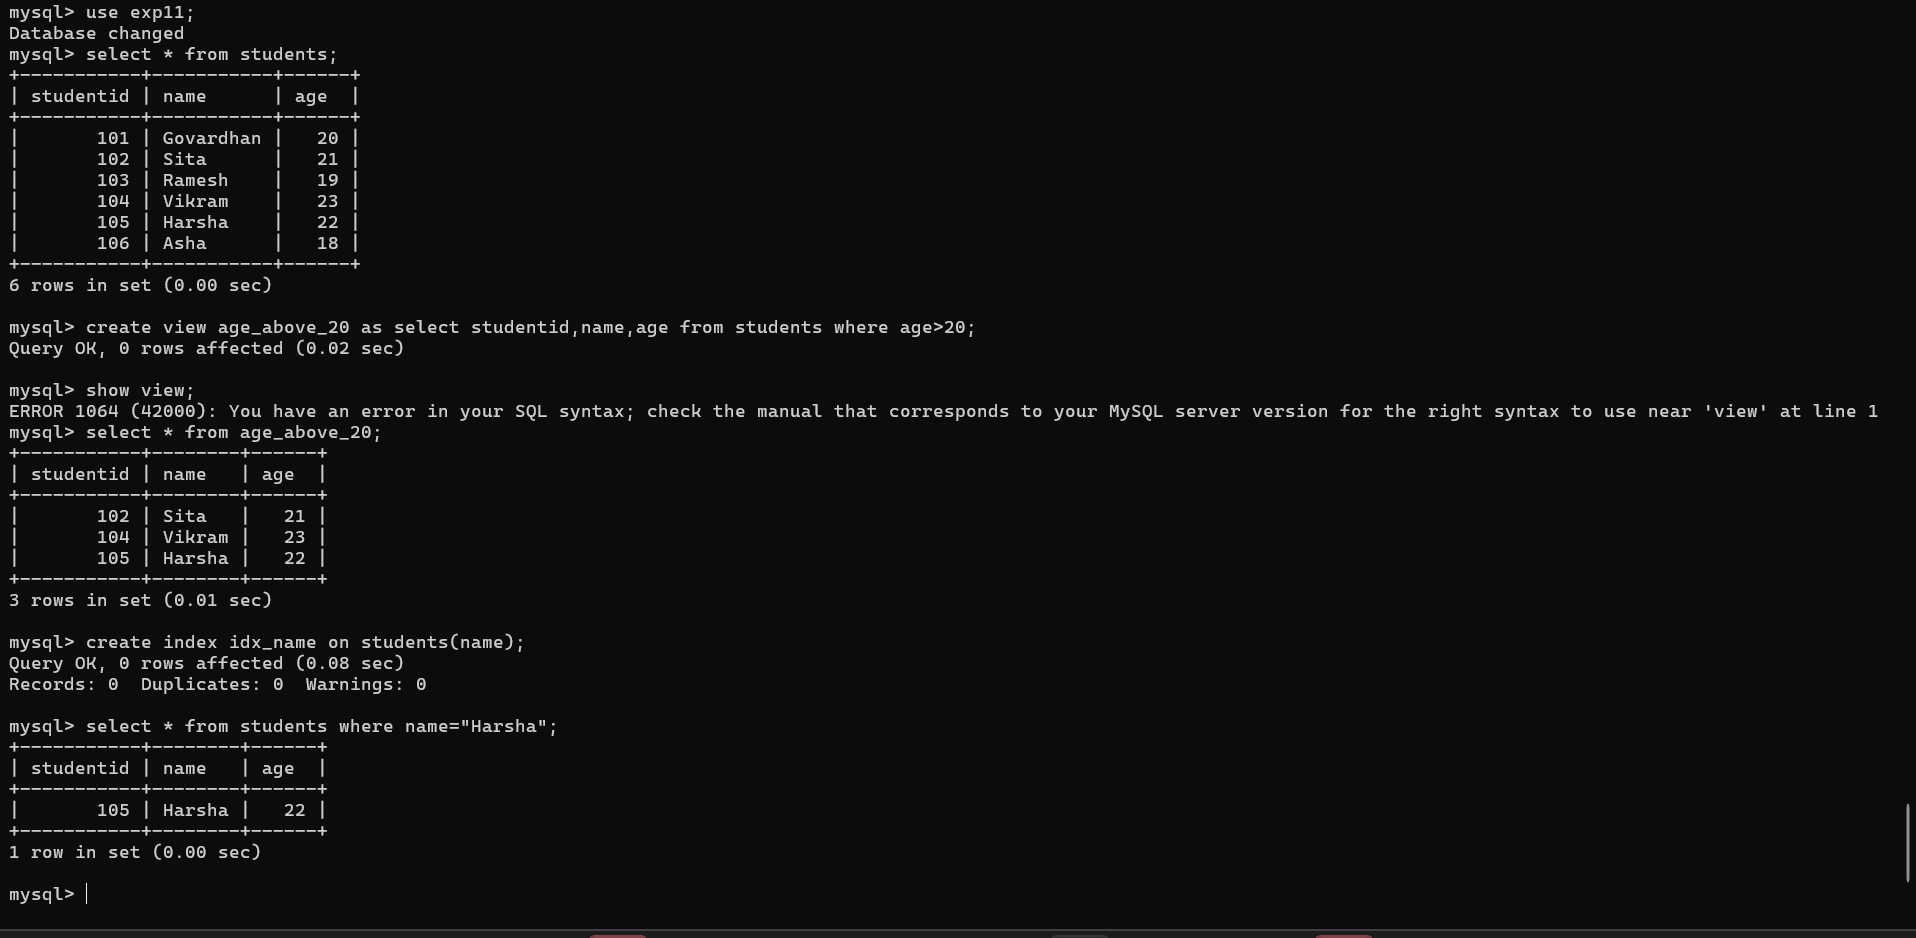 mysql> use exp11;
Database changed
mysql> select * from students;
+-----------+-----------+------+
| studentid | name      | age  |
+-----------+-----------+------+
|       101 | Govardhan |   20 |
|       102 | Sita      |   21 |
|       103 | Ramesh    |   19 |
|       104 | Vikram    |   23 |
|       105 | Harsha    |   22 |
|       106 | Asha      |   18 |
+-----------+-----------+------+
6 rows in set (0.00 sec)

mysql> create view age_above_20 as select studentid,name,age from students where age>20;
Query OK, 0 rows affected (0.02 sec)

mysql> show view;
ERROR 1064 (42000): You have an error in your SQL syntax; check the manual that corresponds to your MySQL server version for the right syntax to use near 'view' at line 1
mysql> select * from age_above_20;
+-----------+--------+------+
| studentid | name   | age  |
+-----------+--------+------+
|       102 | Sita   |   21 |
|       104 | Vikram |   23 |
|       105 | Harsha |   22 |
+-----------+--------+------+
3 rows in set (0.01 sec)

mysql> create index idx_name on students(name);
Query OK, 0 rows affected (0.08 sec)
Records: 0  Duplicates: 0  Warnings: 0

mysql> select * from students where name="Harsha";
+-----------+--------+------+
| studentid | name   | age  |
+-----------+--------+------+
|       105 | Harsha |   22 |
+-----------+--------+------+
1 row in set (0.00 sec)

mysql>